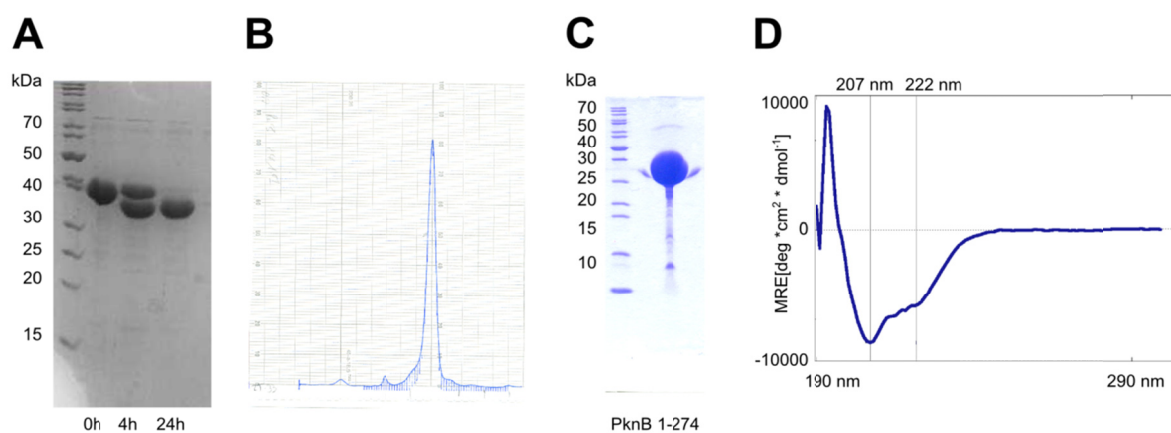 A
B
C
D
kDa
70
50
40
30
25
20
15
0h 4h 24h
kDa
70
50
40
30
25
20
15
10
PknB 1-274
207 nm 222 nm
10000
0
-10000
MRE[deg *cm² * dmol⁻¹]
190 nm 290 nm